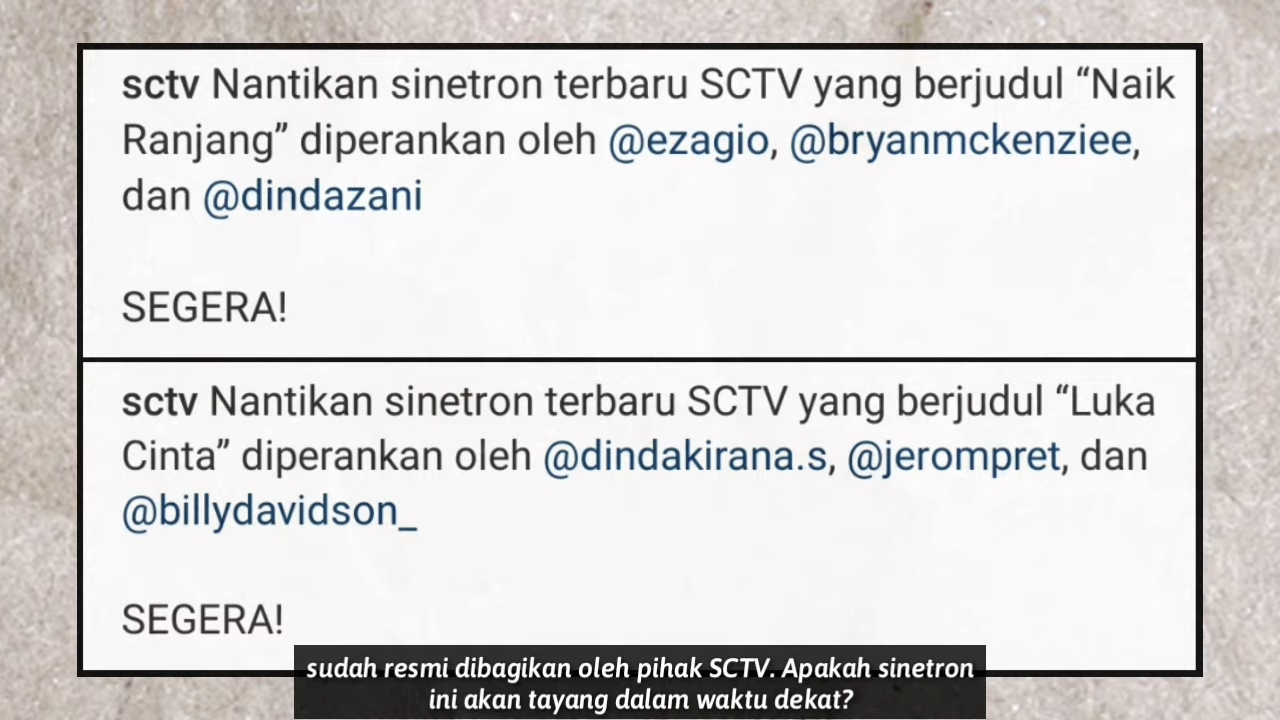 sctv Nantikan sinetron terbaru SCTV yang berjudul “Naik
Ranjang” diperankan oleh @ezagio, @bryanmckenziee,
dan @dindazani
SEGERA!
sctv Nantikan sinetron terbaru SCTV yang berjudul “Luka
Cinta” diperankan oleh @dindakirana.s, @jerompret, dan
@billydavidson_
SEGERA!
sudah resmi dibagikan oleh pihak SCTV. Apakah sinetron
ini akan tayang dalam waktu dekat?